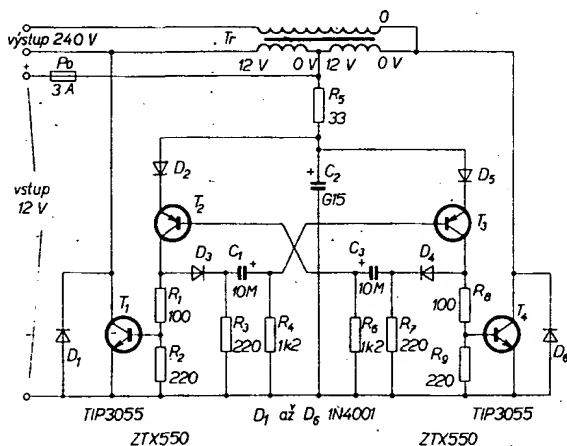 0
výstup 240 V
Tr
12 V 0 V 12 V 0 V
+
Po
3 A
R5
33
vstup
12 V
D2
+ C2
G15
D5
T2
T3
D3
C1
+
10M
C3
+
10M
D4
T1
R1
100
R3
220
R4
1k2
R6
1k2
R7
220
R8
100
T4
D1
R2
220
R9
220
D6
-
TIP3055
D1 až D6 1N4001
TIP3055
ZTX550
ZTX550